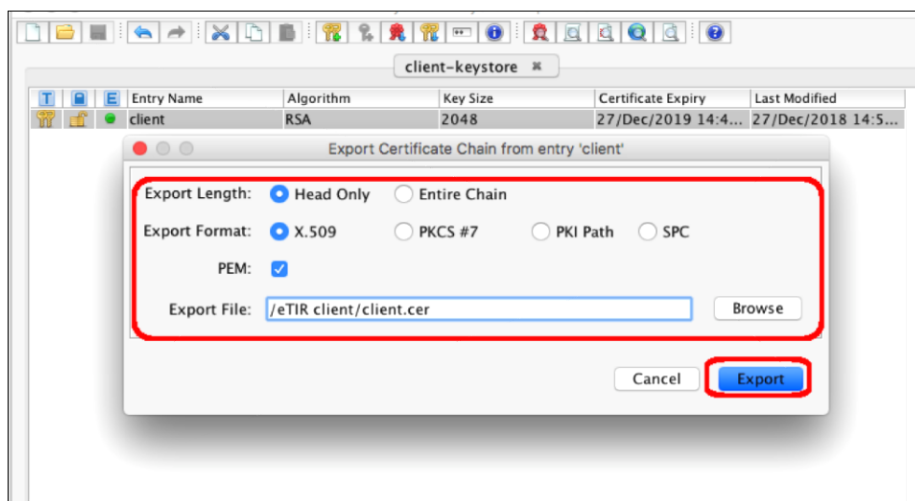 client-keystore
T E Entry Name Algorithm Key Size Certificate Expiry Last Modified
client RSA 2048 27/Dec/2019 14:4... 27/Dec/2018 14:5...
Export Certificate Chain from entry 'client'
Export Length: Head Only Entire Chain
Export Format: X.509 PKCS #7 PKI Path SPC
PEM:
Export File: /eTIR client/client.cer Browse
Cancel Export